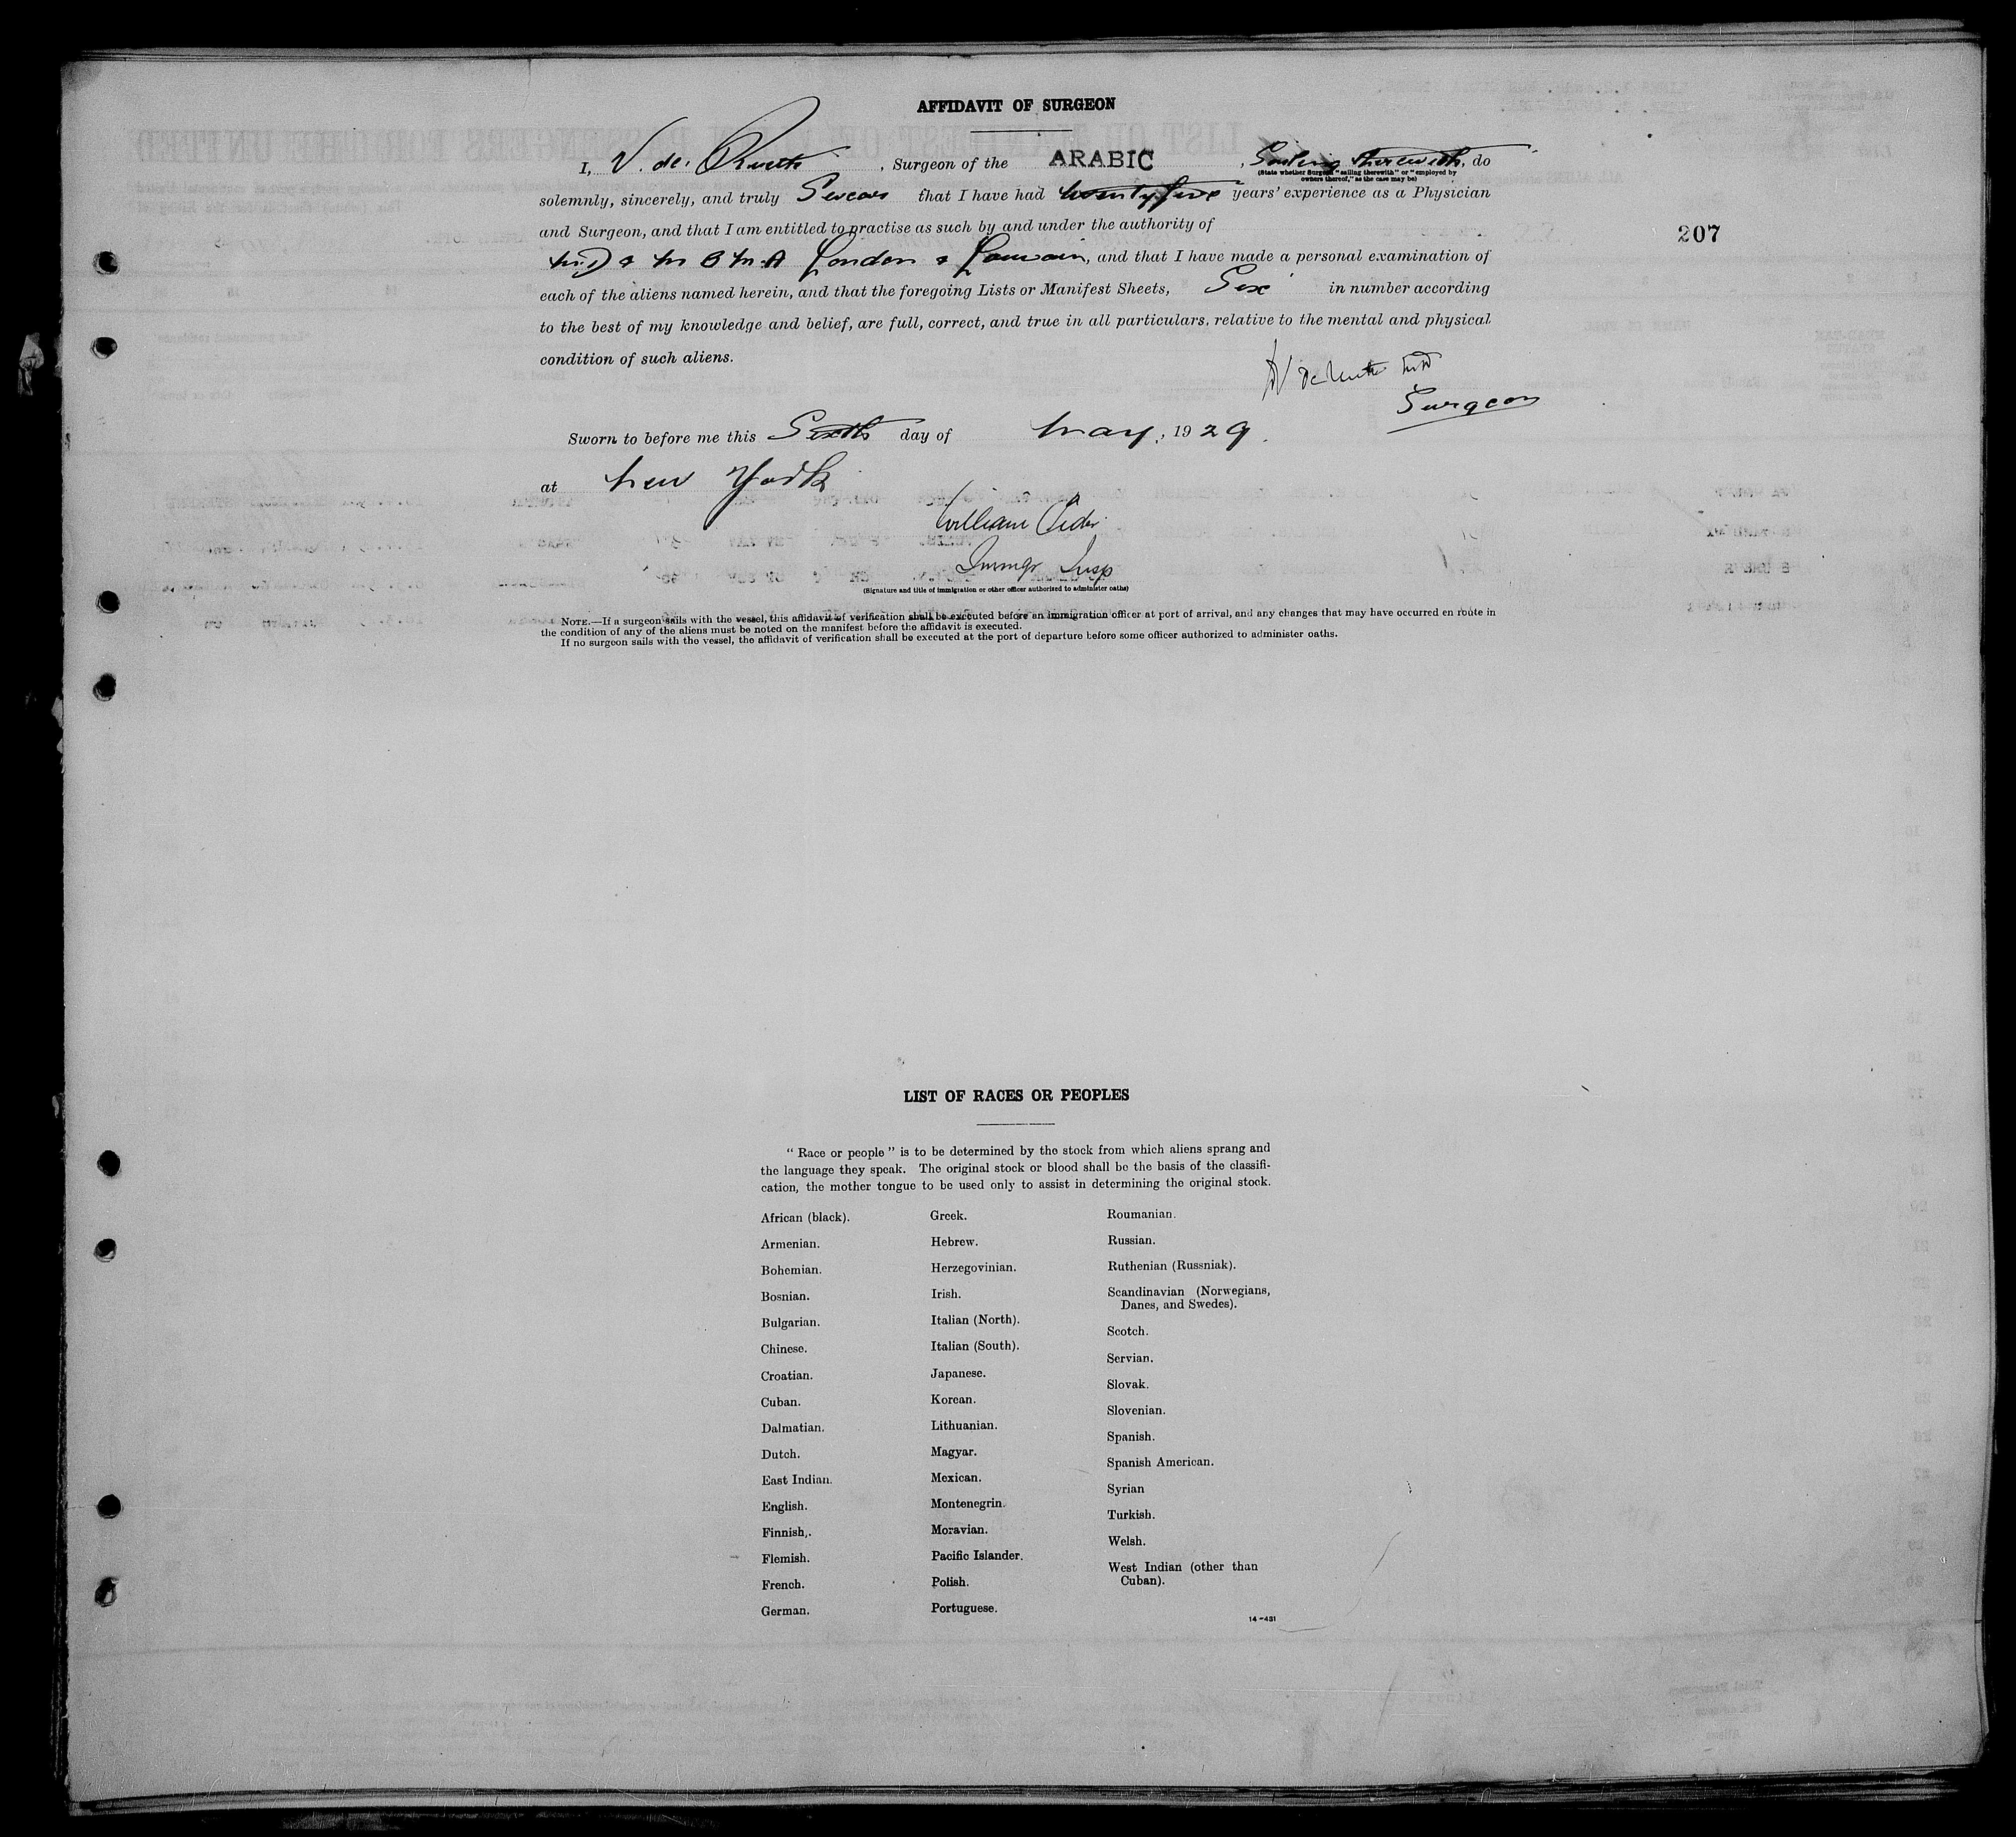 AFFIDAVIT OF SURGEON
I, V. de , Surgeon of the ARABIC , Sailing therewith, do
(State whether Surgeon "sailing therewith" or "employed by
owners thereof," as the case may be)
solemnly, sincerely, and truly Swear that I have had twenty five years' experience as a Physician
and Surgeon, and that I am entitled to practise as such by and under the authority of
207
M.D & M B M.A London & Louvain, and that I have made a personal examination of
each of the aliens named herein, and that the foregoing Lists or Manifest Sheets, Six in number according
to the best of my knowledge and belief, are full, correct, and true in all particulars, relative to the mental and physical
condition of such aliens.
Surgeon
Sworn to before me this Sixth day of May, 1929.
at New York
William
Immgr Insp
(Signature and title of immigration or other officer authorized to administer oaths)
NOTE.—If a surgeon sails with the vessel, this affidavit of verification shall be executed before an immigration officer at port of arrival, and any changes that may have occurred en route in
the condition of any of the aliens must be noted on the manifest before the affidavit is executed.
If no surgeon sails with the vessel, the affidavit of verification shall be executed at the port of departure before some officer authorized to administer oaths.
LIST OF RACES OR PEOPLES
" Race or people " is to be determined by the stock from which aliens sprang and
the language they speak. The original stock or blood shall be the basis of the classifi-
cation, the mother tongue to be used only to assist in determining the original stock.
African (black).
Armenian.
Bohemian.
Bosnian.
Bulgarian.
Chinese.
Croatian.
Cuban.
Dalmatian.
Dutch.
East Indian.
English.
Finnish,.
Flemish.
French.
German.
Greek.
Hebrew.
Herzegovinian.
Irish.
Italian (North).
Italian (South).
Japanese.
Korean.
Lithuanian.
Magyar.
Mexican.
Montenegrin.
Moravian.
Pacific Islander.
Polish.
Portuguese.
Roumanian.
Russian.
Ruthenian (Russniak).
Scandinavian (Norwegians,
Danes, and Swedes).
Scotch.
Servian.
Slovak.
Slovenian.
Spanish.
Spanish American.
Syrian
Turkish.
Welsh.
West Indian (other than
Cuban).
14-431